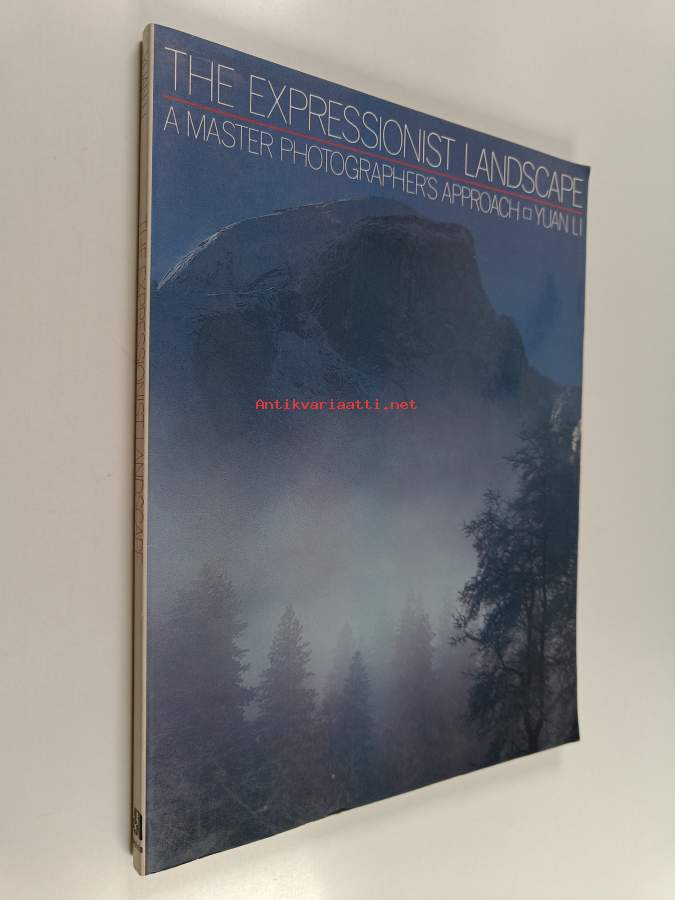 THE EXPRESSIONIST LANDSCAPE
A MASTER PHOTOGRAPHER'S APPROACH ◻ YUAN LI
Antikvariaatti.net
THE EXPRESSIONIST LANDSCAPE